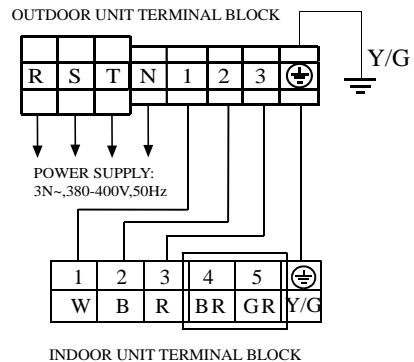 OUTDOOR UNIT TERMINAL BLOCK
Y/G
R S T N 1 2 3
POWER SUPPLY:
3N~,380-400V,50Hz
1 2 3 4 5
W B R BR GR Y/G
INDOOR UNIT TERMINAL BLOCK